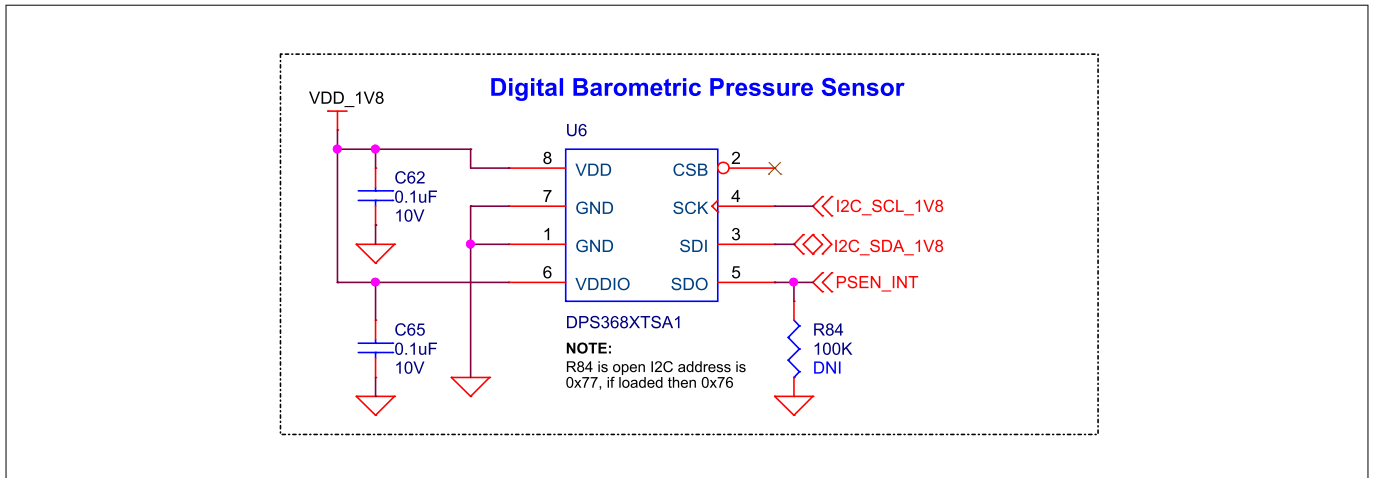 Digital Barometric Pressure Sensor
VDD_1V8
U6
8 VDD CSB 2
C62
0.1uF
10V
7 GND SCK 4 I2C_SCL_1V8
1 GND SDI 3 I2C_SDA_1V8
6 VDDIO SDO 5 PSEN_INT
DPS368XTSA1
C65
0.1uF
10V
NOTE:
R84 is open I2C address is
0x77, if loaded then 0x76
R84
100K
DNI